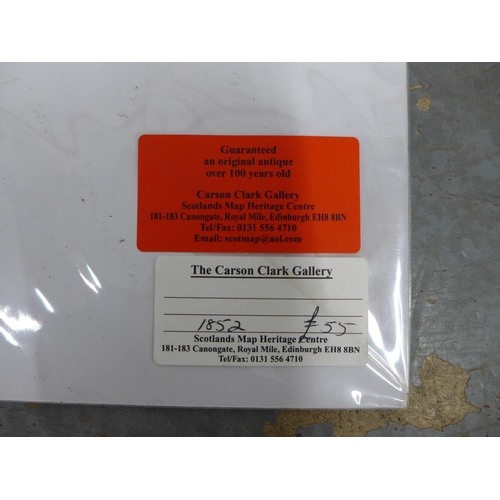 Guaranteed
an original antique
over 100 years old
Carson Clark Gallery
Scotlands Map Heritage Centre
181-183 Canongate, Royal Mile, Edinburgh EH8 8BN
Tel/Fax: 0131 556 4710
Email: scotmap@aol.com
The Carson Clark Gallery
1852 £55
Scotlands Map Heritage Centre
181-183 Canongate, Royal Mile, Edinburgh EH8 8BN
Tel/Fax: 0131 556 4710